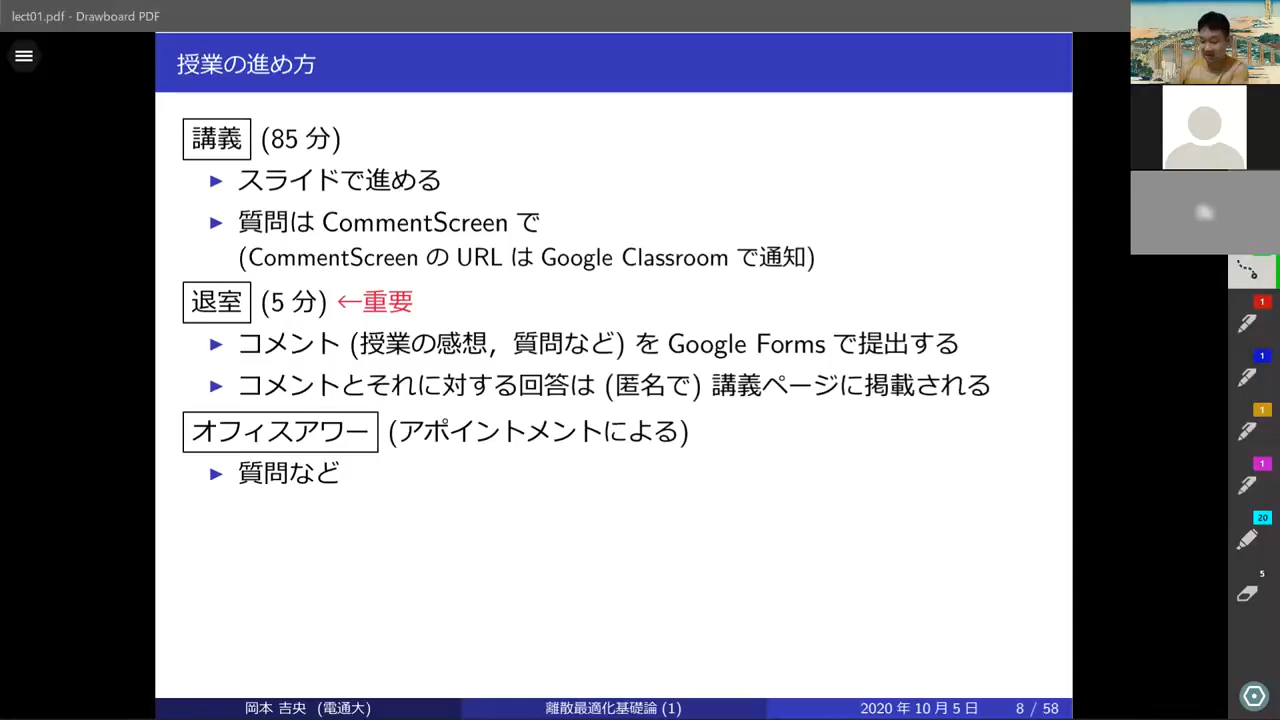 lect01.pdf - Drawboard PDF
授業の進め方
講義 (85 分)
▶ スライドで進める
▶ 質問は CommentScreen で
(CommentScreen の URL は Google Classroom で通知)
退室 (5 分) ←重要
▶ コメント (授業の感想，質問など) を Google Forms で提出する
▶ コメントとそれに対する回答は (匿名で) 講義ページに掲載される
オフィスアワー (アポイントメントによる)
▶ 質問など
1
1
1
1
20
5
岡本 吉央 (電通大) 離散最適化基礎論 (1) 2020 年 10 月 5 日 8 / 58